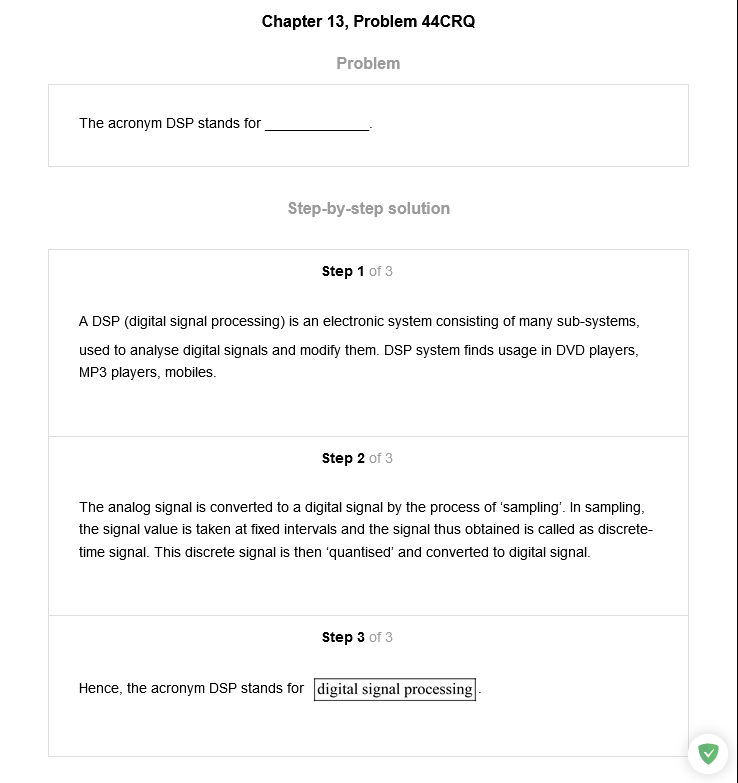 Chapter 13, Problem 44CRQ
Problem
The acronym DSP stands for ______________.
Step-by-step solution
Step 1 of 3
A DSP (digital signal processing) is an electronic system consisting of many sub-systems,
used to analyse digital signals and modify them. DSP system finds usage in DVD players,
MP3 players, mobiles.
Step 2 of 3
The analog signal is converted to a digital signal by the process of ‘sampling’. In sampling,
the signal value is taken at fixed intervals and the signal thus obtained is called as discrete-
time signal. This discrete signal is then ‘quantised’ and converted to digital signal.
Step 3 of 3
Hence, the acronym DSP stands for digital signal processing.